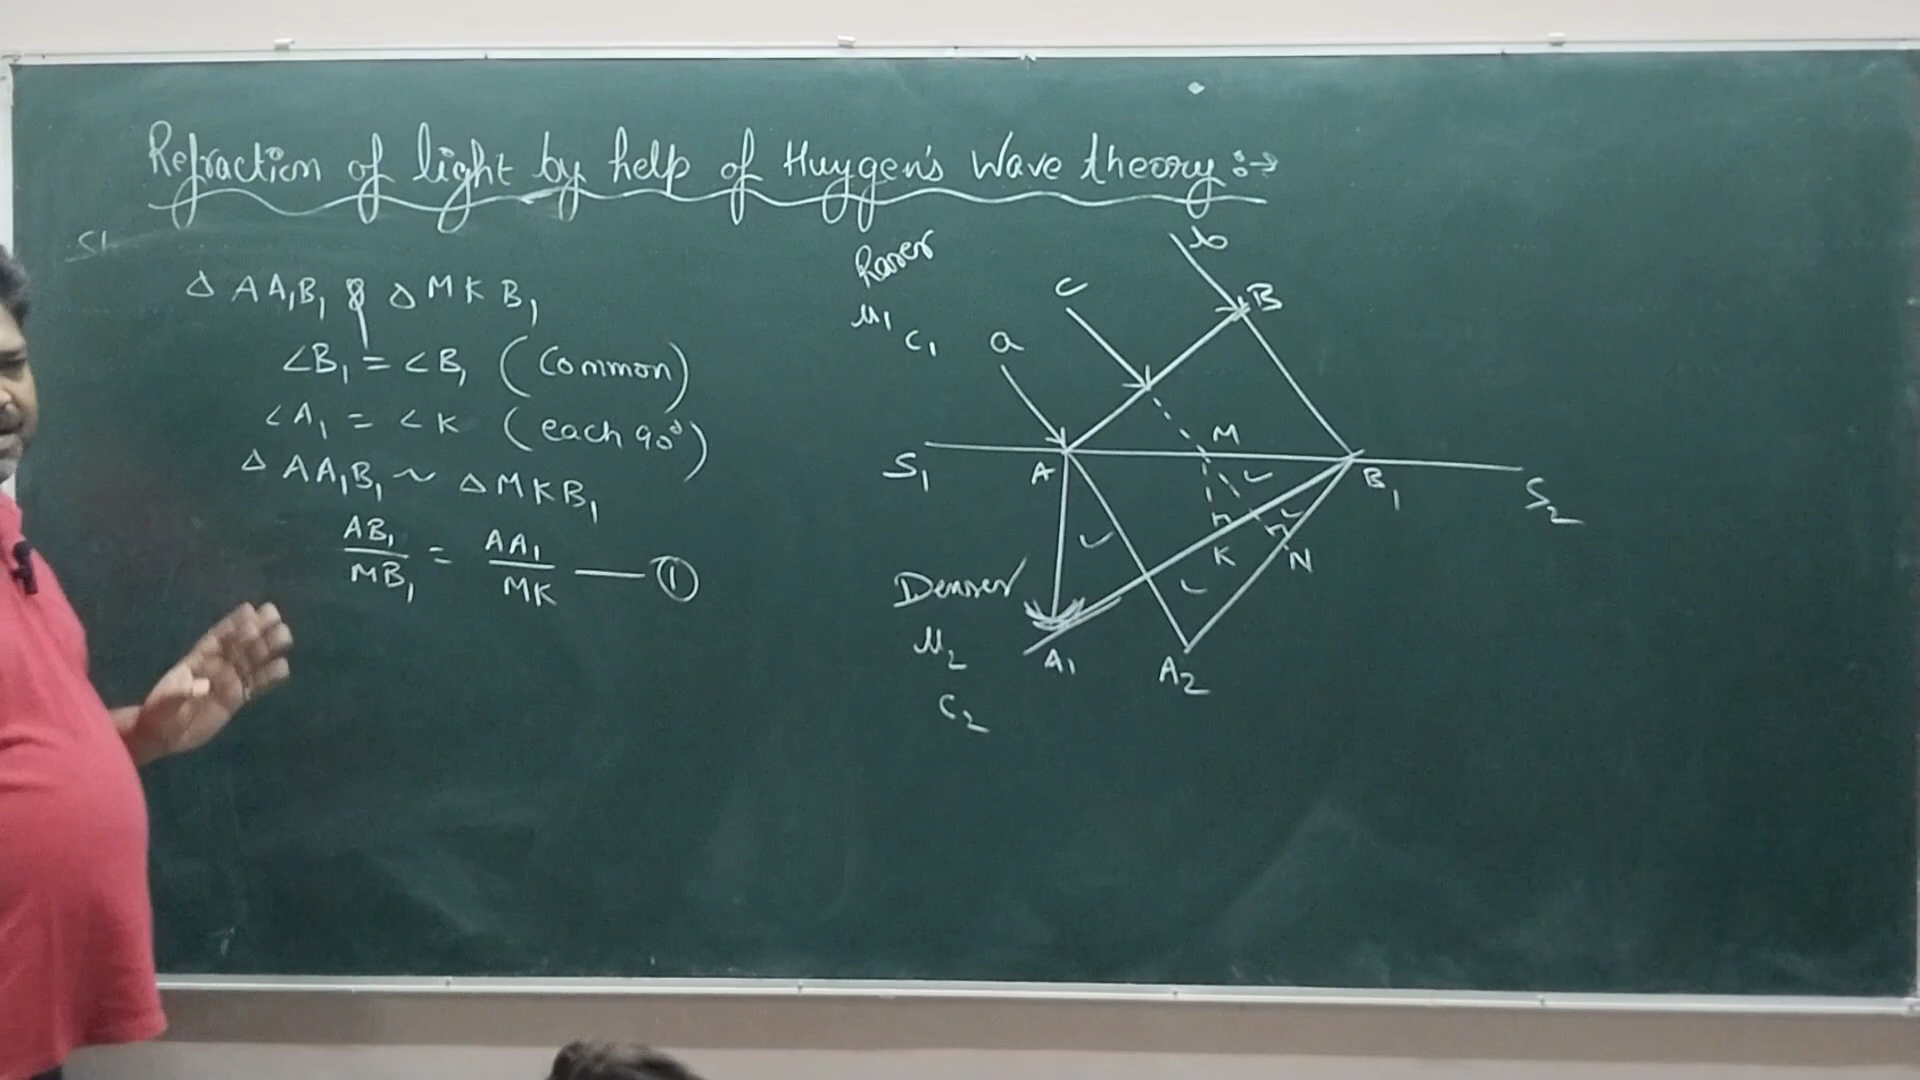 Refraction of light by help of Huygen's Wave theory :→
Δ AA₁B₁ & Δ MKB₁
∠B₁ = ∠B₁ (Common)
∠A₁ = ∠K (each 90°)
Δ AA₁B₁ ~ Δ MKB₁
AB₁/MB₁ = AA₁/MK — ①
Rarer
μ₁
c₁
a
c
b
B
S₁
A
M
B₁
S₂
K
N
Denser
μ₂
c₂
A₁
A₂